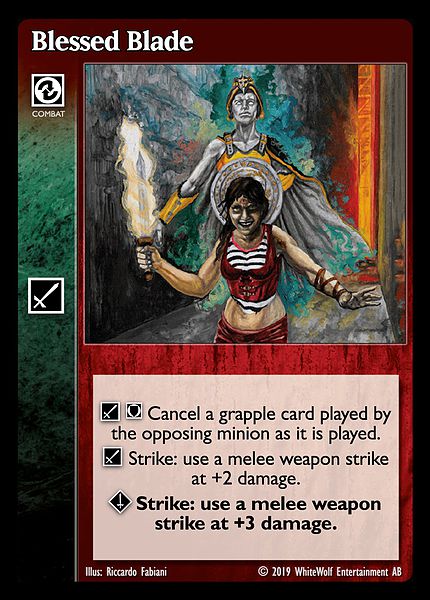 Blessed Blade
COMBAT
Cancel a grapple card played by
the opposing minion as it is played.
Strike: use a melee weapon strike
at +2 damage.
Strike: use a melee weapon
strike at +3 damage.
Illus: Riccardo Fabiani © 2019 WhiteWolf Entertainment AB